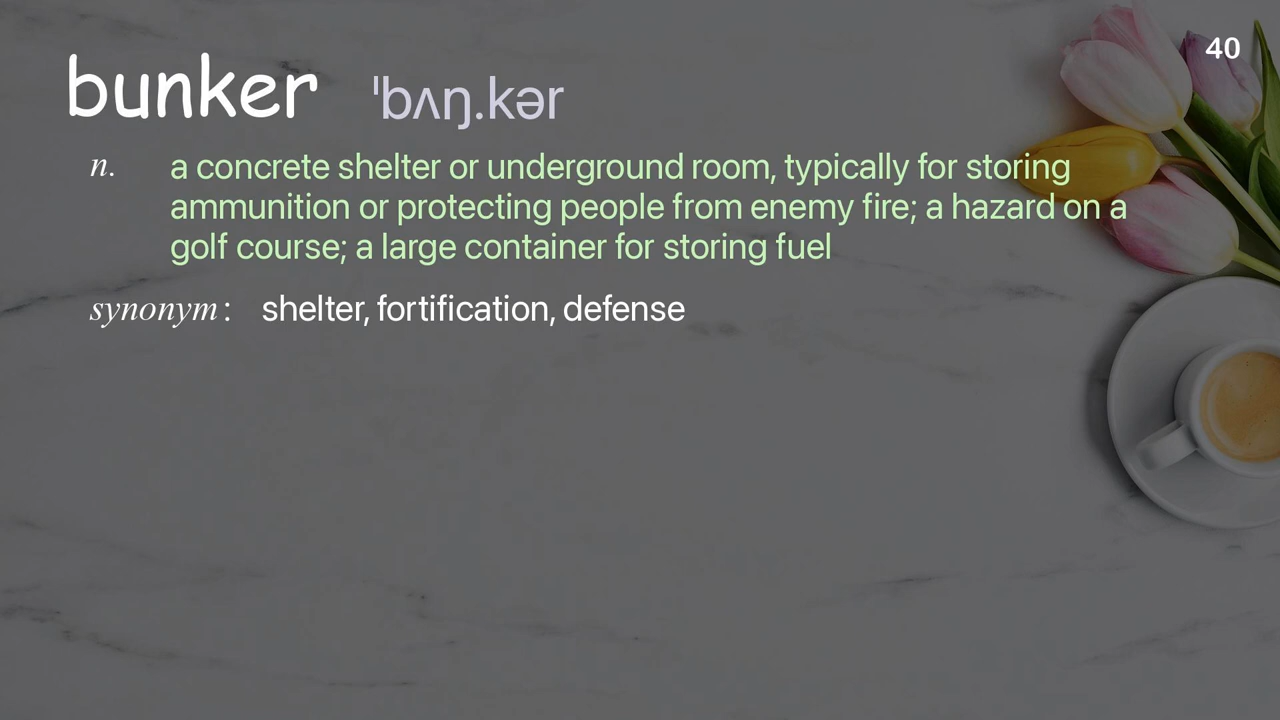 40
bunker ˈbʌŋ.kər
n. a concrete shelter or underground room, typically for storing
ammunition or protecting people from enemy fire; a hazard on a
golf course; a large container for storing fuel
synonym : shelter, fortification, defense